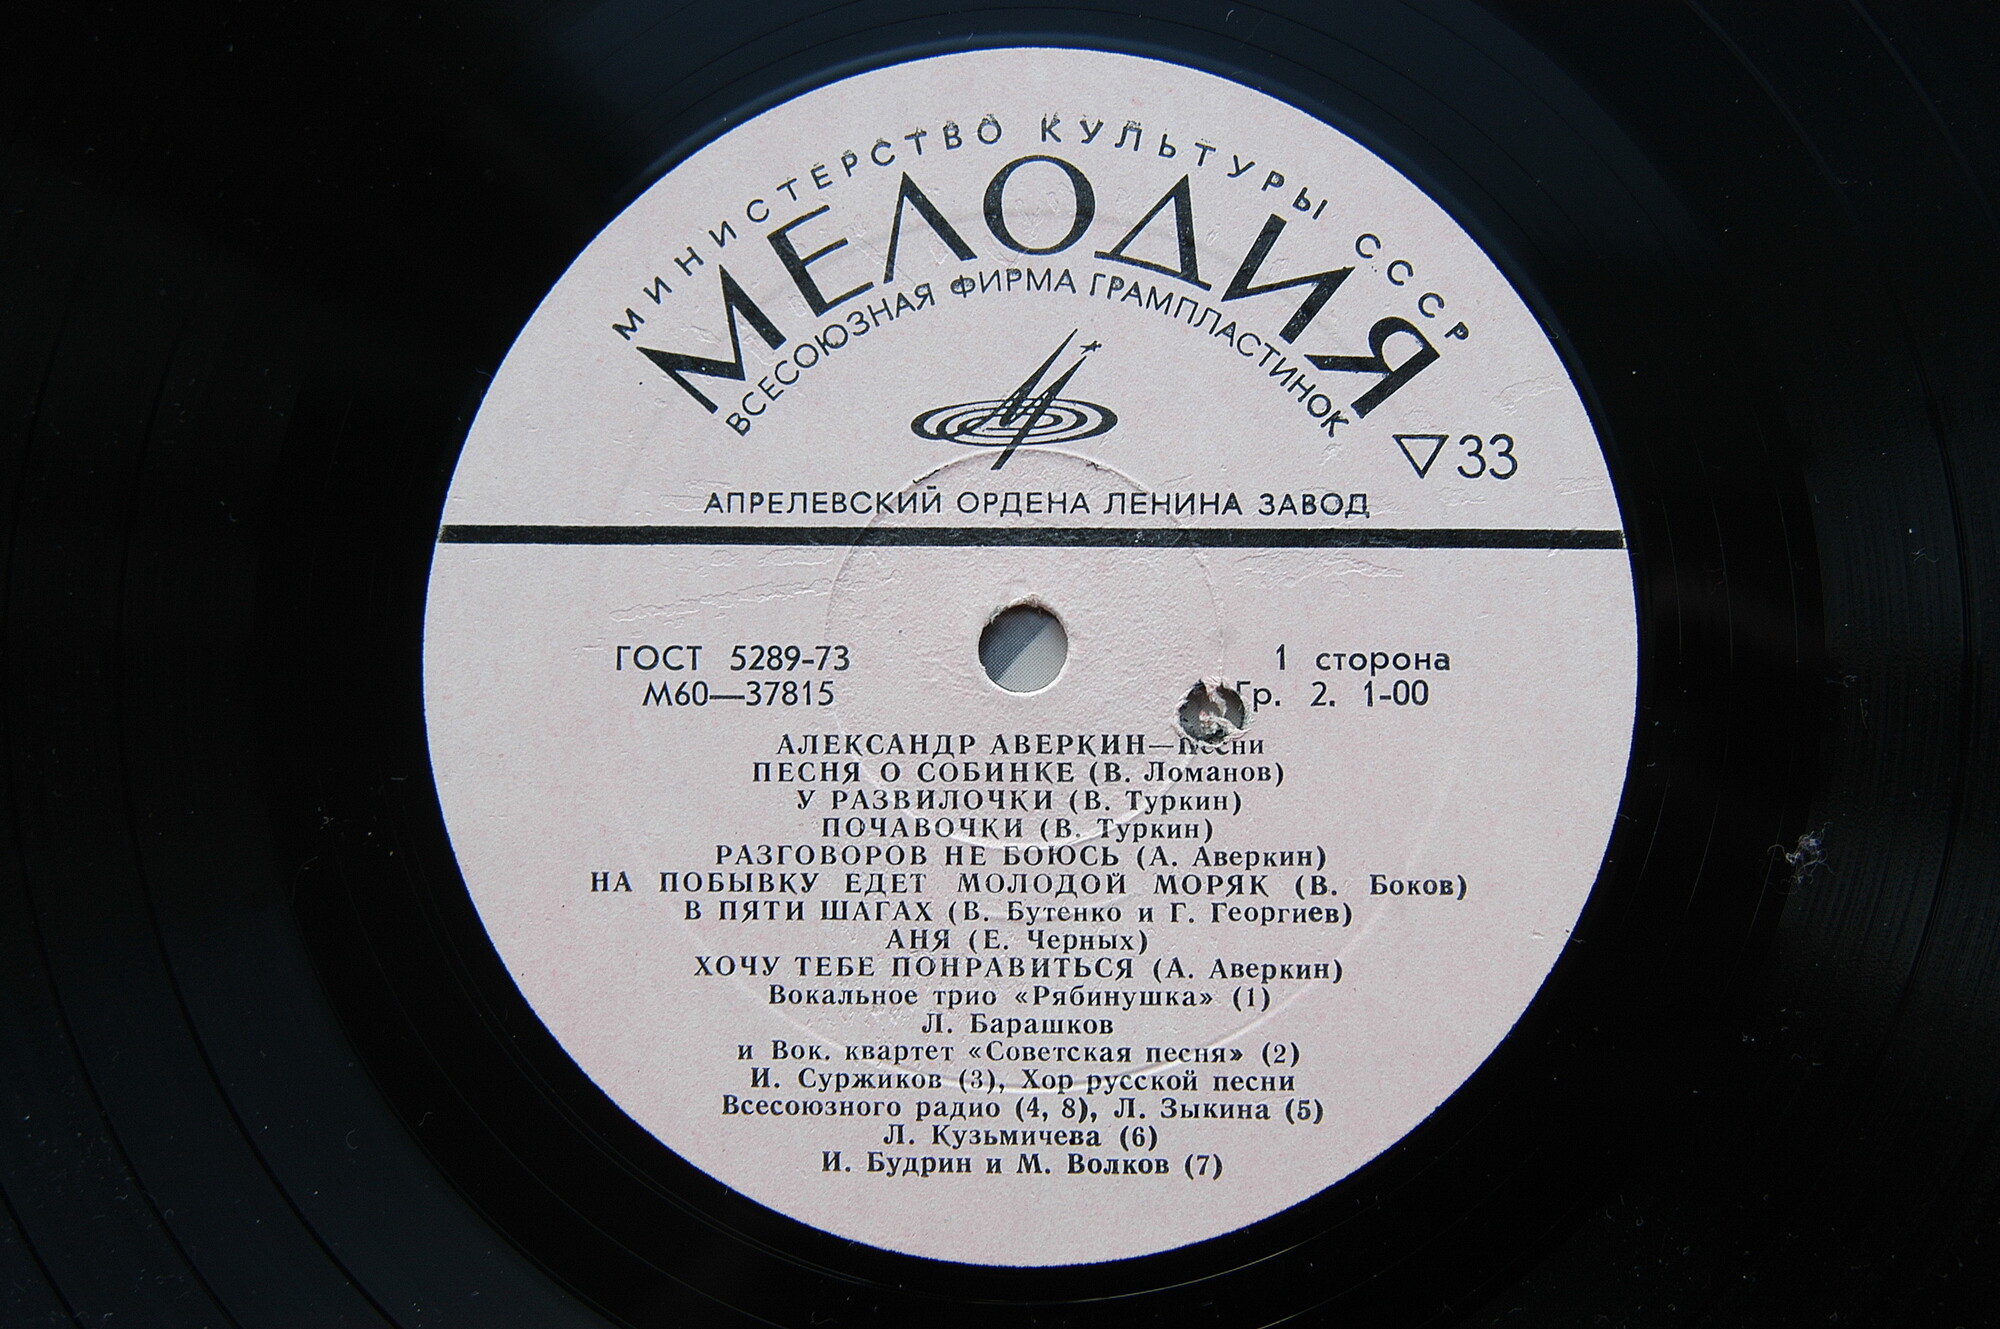 МИНИСТЕРСТВО КУЛЬТУРЫ СССР
МЕЛОДИЯ
ВСЕСОЮЗНАЯ ФИРМА ГРАМПЛАСТИНОК
▽33
АПРЕЛЕВСКИЙ ОРДЕНА ЛЕНИНА ЗАВОД
ГОСТ 5289-73
М60—37815
1 сторона
Гр. 2. 1-00
АЛЕКСАНДР АВЕРКИН—Песни
ПЕСНЯ О СОБИНКЕ (В. Ломанов)
У РАЗВИЛОЧКИ (В. Туркин)
ПОЧАВОЧКИ (В. Туркин)
РАЗГОВОРОВ НЕ БОЮСЬ (А. Аверкин)
НА ПОБЫВКУ ЕДЕТ МОЛОДОЙ МОРЯК (В. Боков)
В ПЯТИ ШАГАХ (В. Бутенко и Г. Георгиев)
АНЯ (Е. Черных)
ХОЧУ ТЕБЕ ПОНРАВИТЬСЯ (А. Аверкин)
Вокальное трио «Рябинушка» (1)
Л. Барашков
и Вок. квартет «Советская песня» (2)
И. Суржиков (3), Хор русской песни
Всесоюзного радио (4, 8), Л. Зыкина (5)
Л. Кузьмичева (6)
И. Будрин и М. Волков (7)